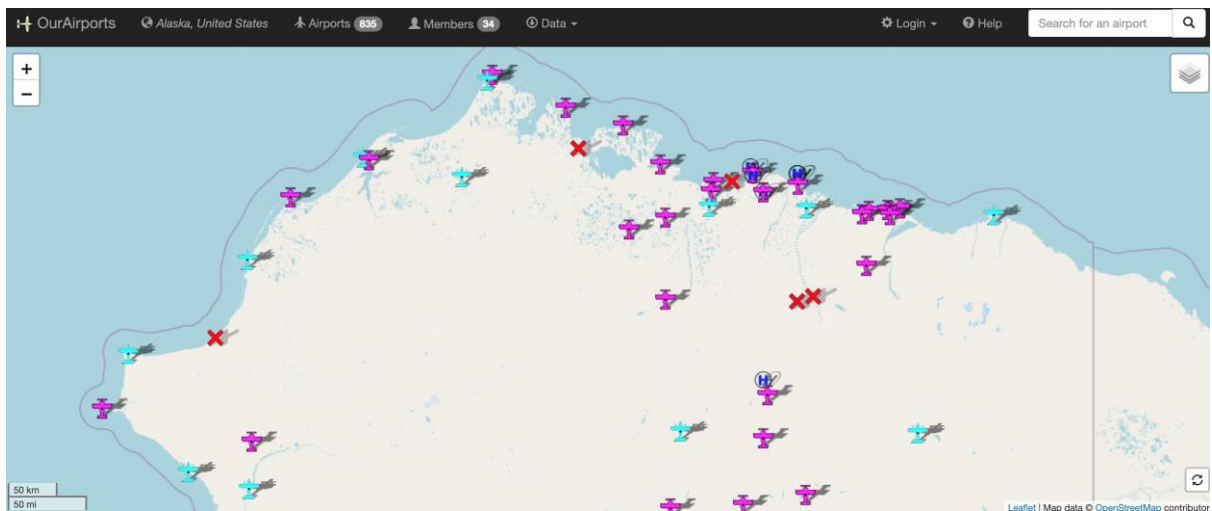 OurAirports Alaska, United States Airports 835 Members 34 Data Login Help Search for an airport
+
−
H H
H
H
H
50 km
50 mi
Leaflet | Map data © OpenStreetMap contributor